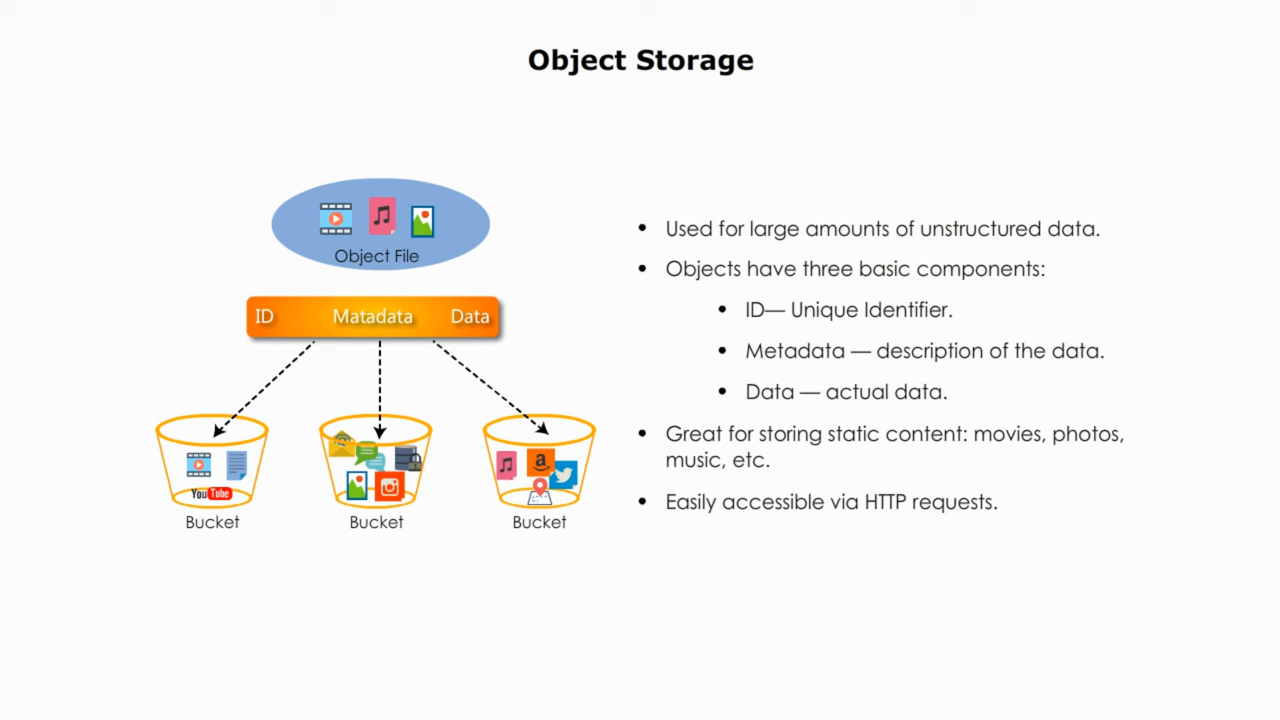 Object Storage
Object File
ID Matadata Data
YouTube
a
Bucket Bucket Bucket
• Used for large amounts of unstructured data.
• Objects have three basic components:
• ID— Unique Identifier.
• Metadata — description of the data.
• Data — actual data.
• Great for storing static content: movies, photos,
music, etc.
• Easily accessible via HTTP requests.